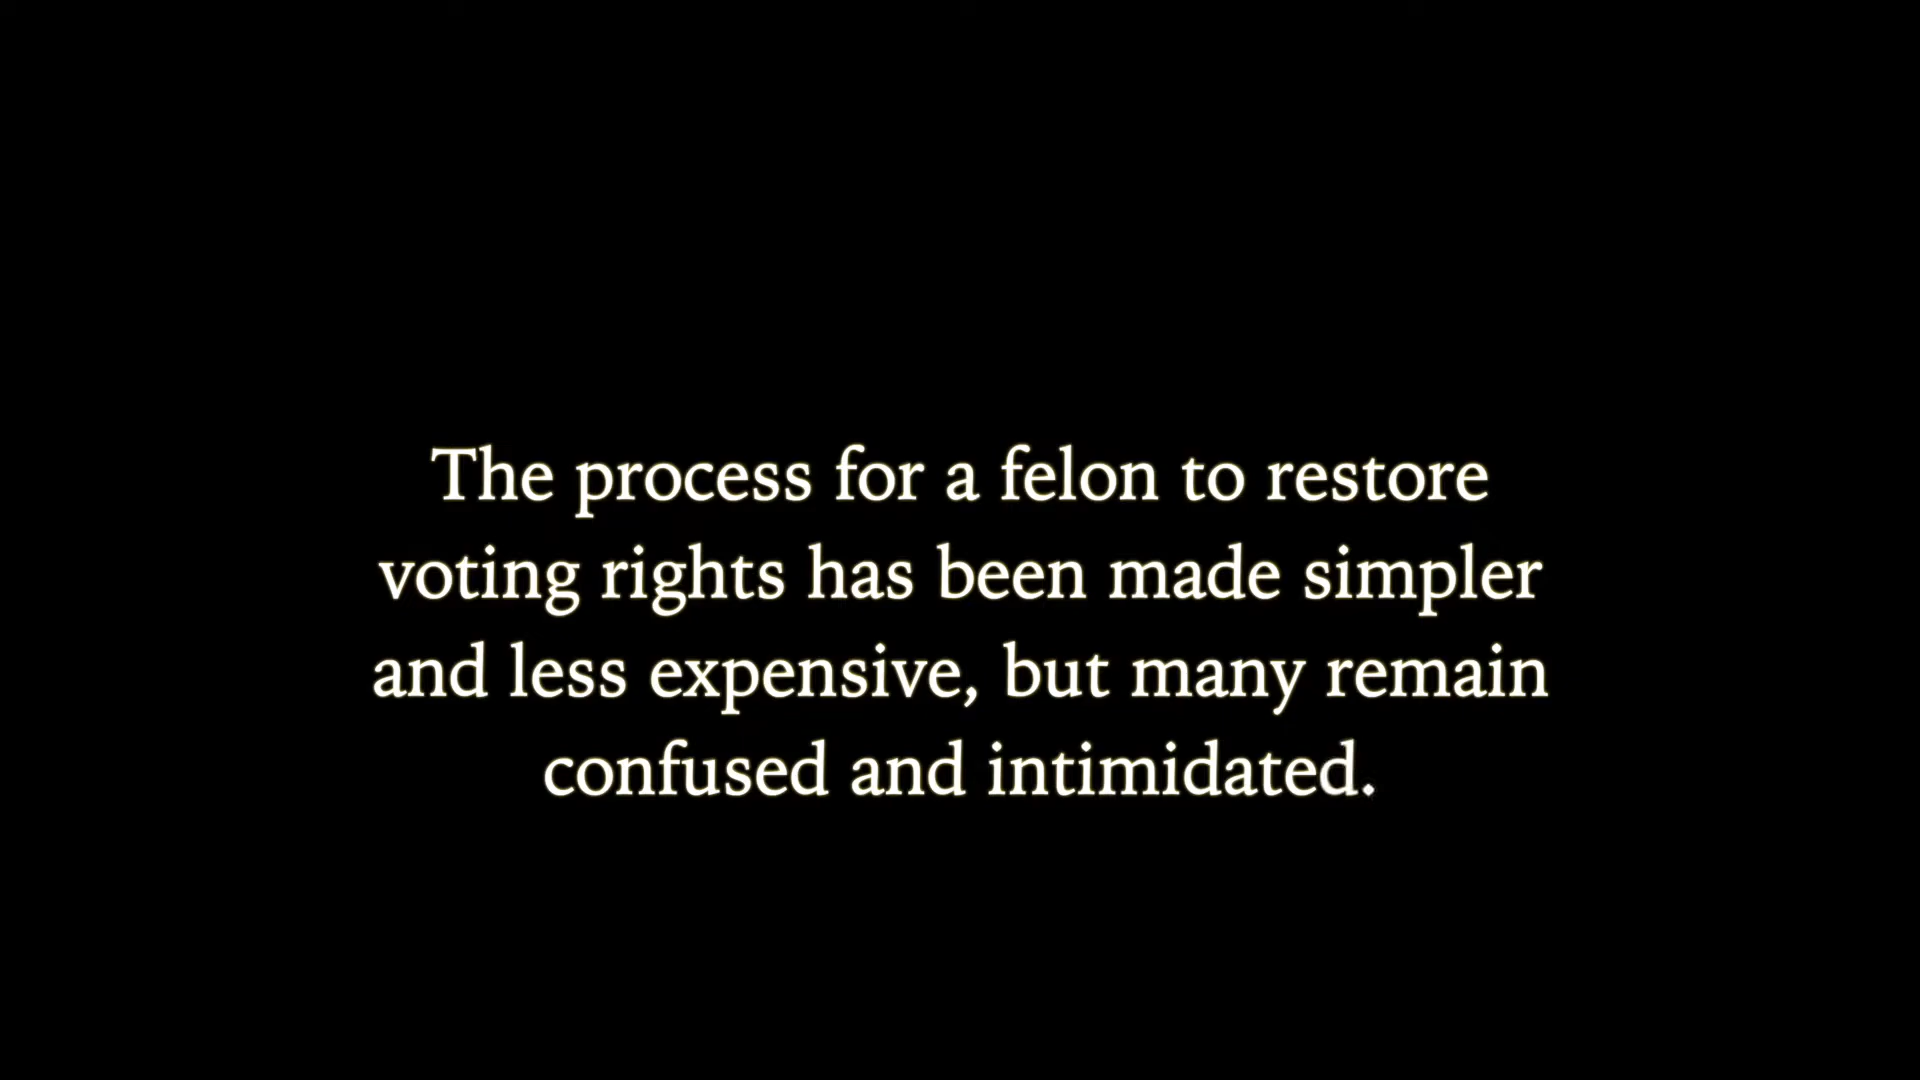 The process for a felon to restore
voting rights has been made simpler
and less expensive, but many remain
confused and intimidated.